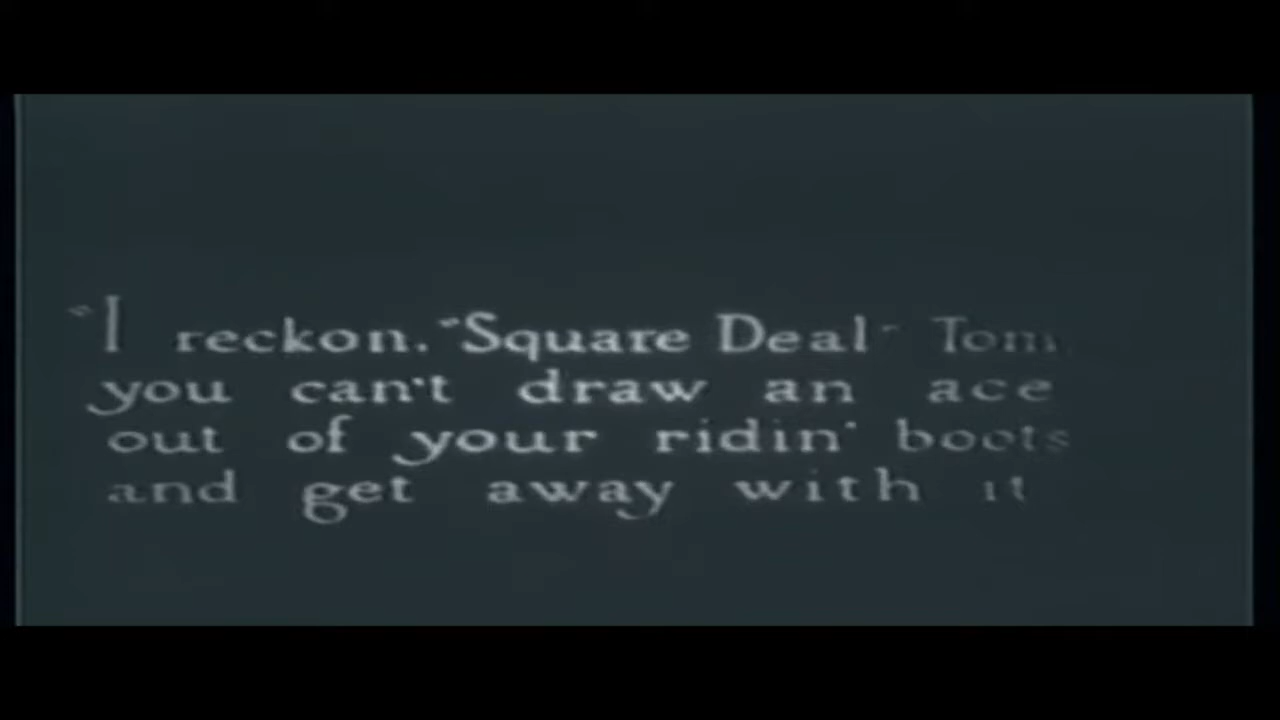 "I reckon. "Square Deal" Tom,
you can't draw an ace
out of your ridin' boots
and get away with it